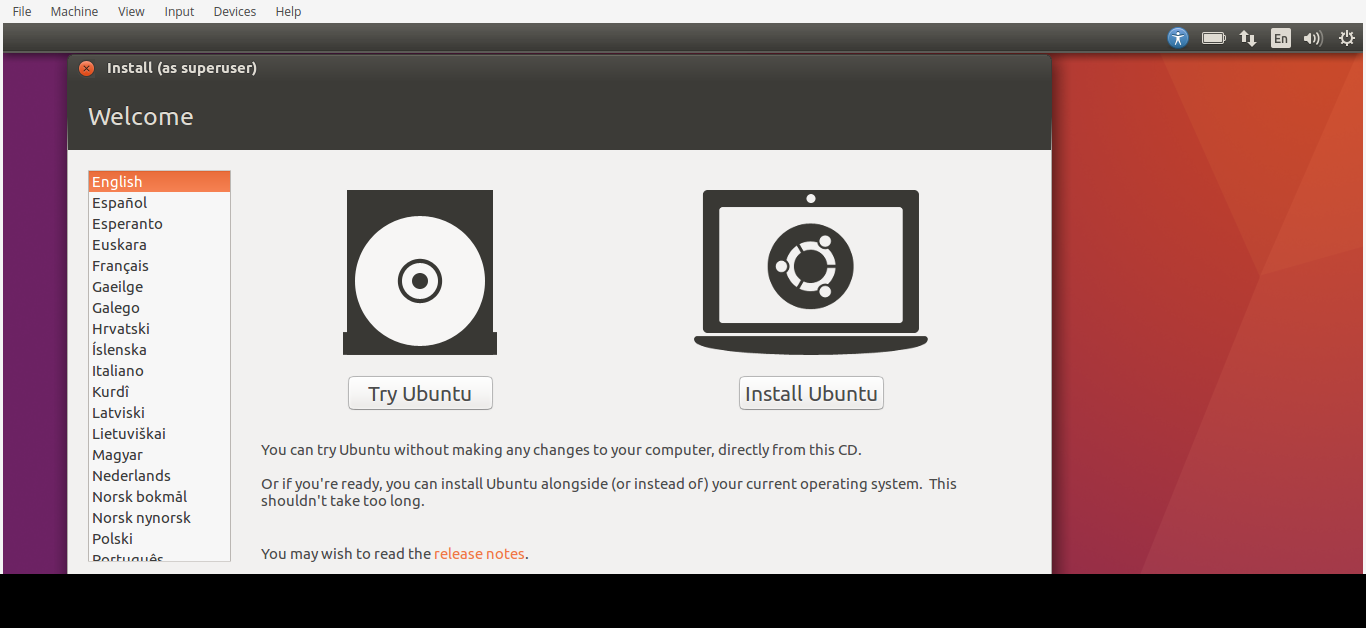 File Machine View Input Devices Help
En
Install (as superuser)
Welcome
English
Español
Esperanto
Euskara
Français
Gaeilge
Galego
Hrvatski
Íslenska
Italiano
Kurdî
Latviski
Lietuviškai
Magyar
Nederlands
Norsk bokmål
Norsk nynorsk
Polski
Português
Try Ubuntu
Install Ubuntu
You can try Ubuntu without making any changes to your computer, directly from this CD.
Or if you're ready, you can install Ubuntu alongside (or instead of) your current operating system. This
shouldn't take too long.
You may wish to read the release notes.